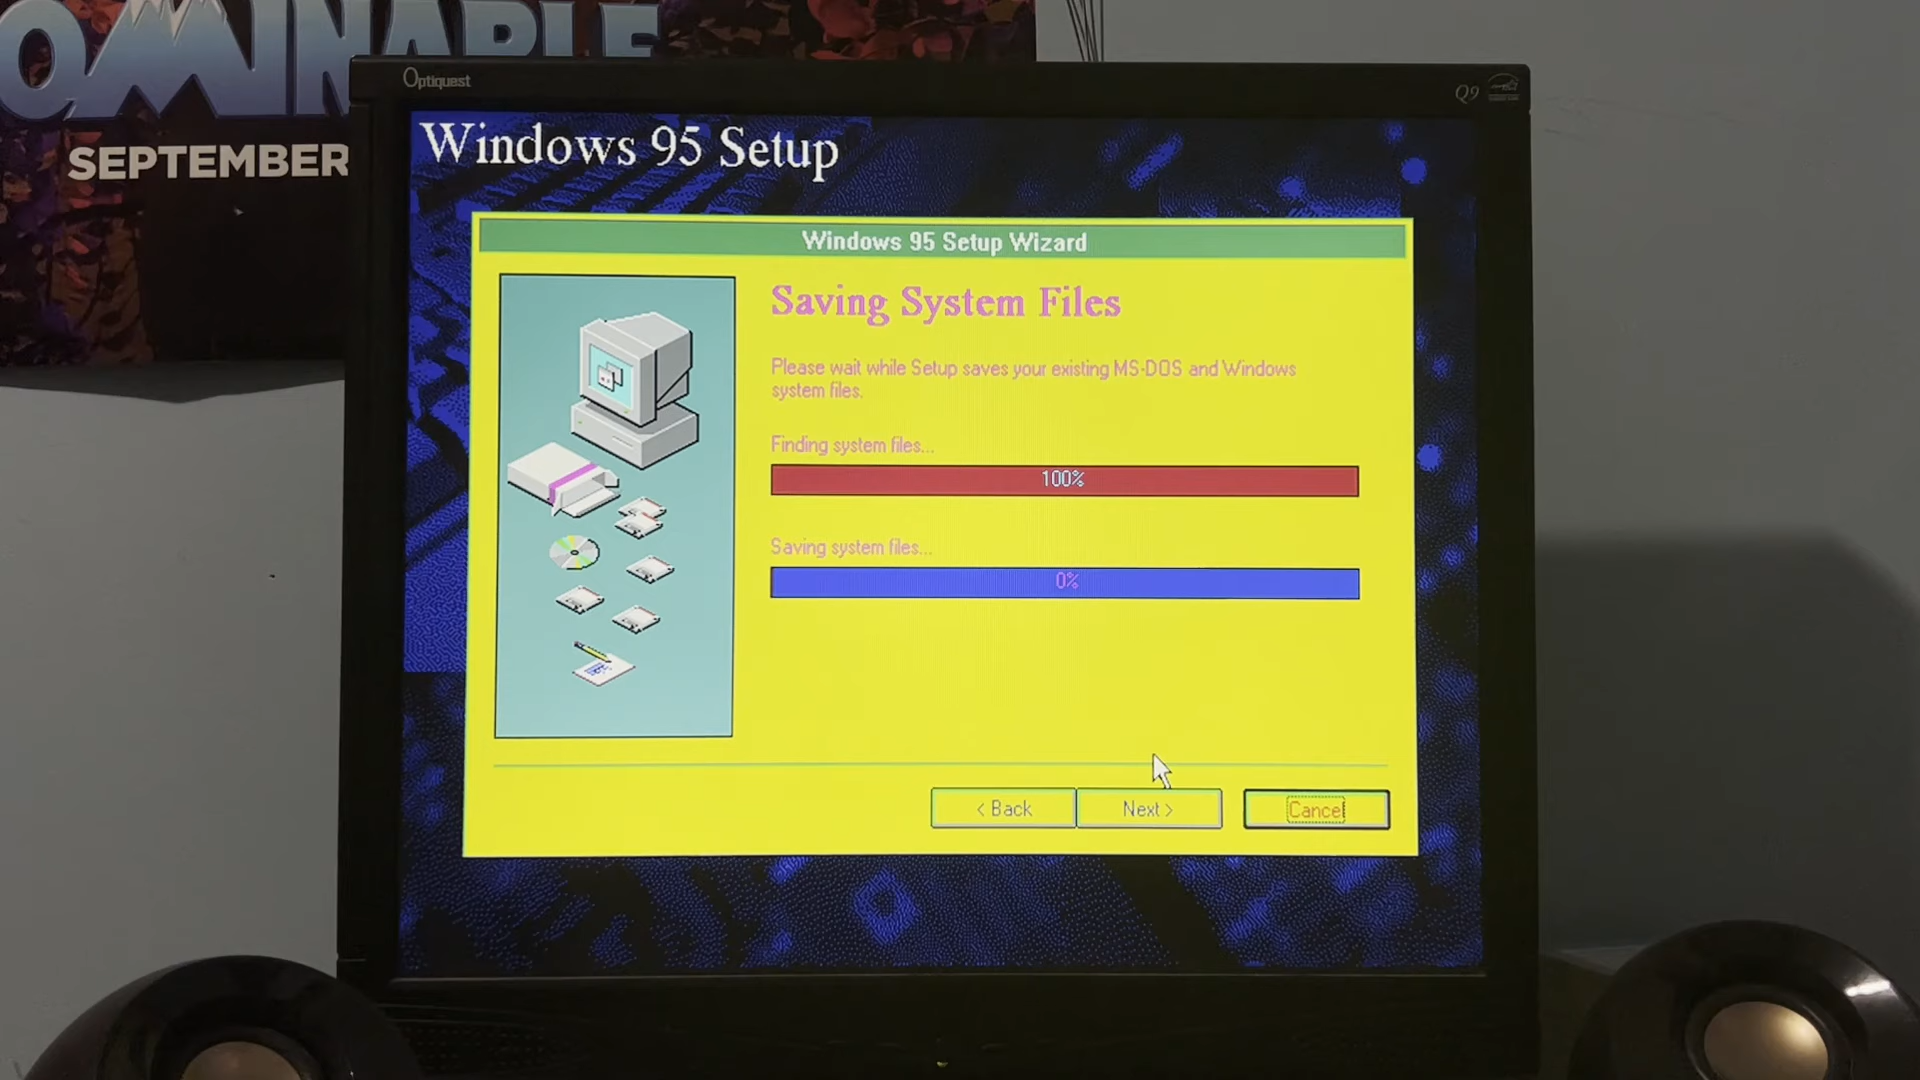 OMINABLE
SEPTEMBER
Optiquest
Q9
Windows 95 Setup
Windows 95 Setup Wizard
Saving System Files
Please wait while Setup saves your existing MS-DOS and Windows
system files.
Finding system files...
100%
Saving system files...
0%
< Back
Next >
Cancel